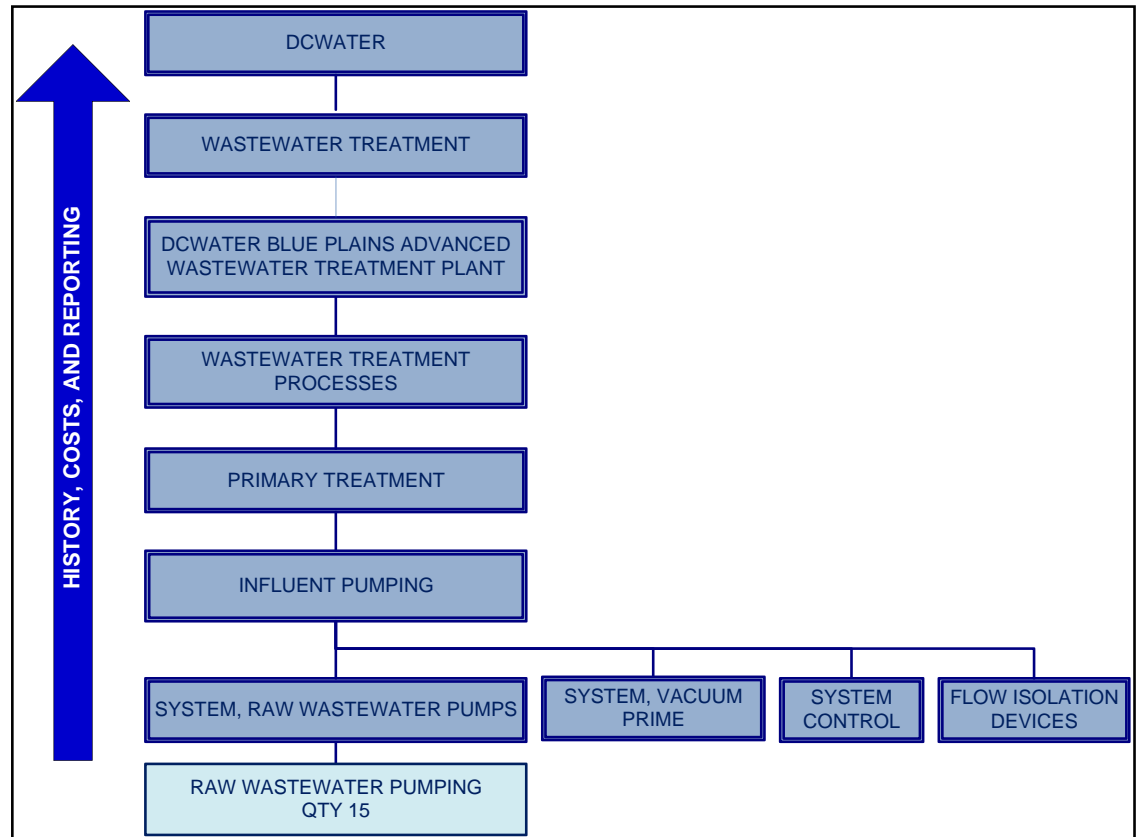 DCWATER
WASTEWATER TREATMENT
DCWATER BLUE PLAINS ADVANCED
WASTEWATER TREATMENT PLANT
WASTEWATER TREATMENT
PROCESSES
PRIMARY TREATMENT
INFLUENT PUMPING
SYSTEM, RAW WASTEWATER PUMPS
SYSTEM, VACUUM
PRIME
SYSTEM
CONTROL
FLOW ISOLATION
DEVICES
RAW WASTEWATER PUMPING
QTY 15
HISTORY, COSTS, AND REPORTING